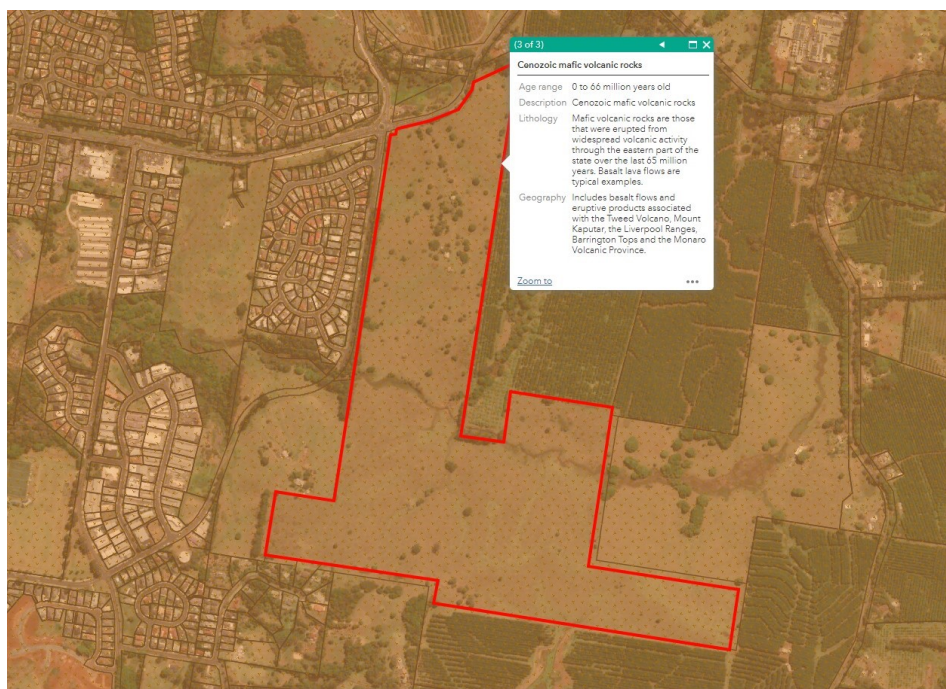 (3 of 3)
Cenozoic mafic volcanic rocks
Age range 0 to 66 million years old
Description Cenozoic mafic volcanic rocks
Lithology Mafic volcanic rocks are those
that were erupted from
widespread volcanic activity
through the eastern part of the
state over the last 65 million
years. Basalt lava flows are
typical examples.
Geography Includes basalt flows and
eruptive products associated
with the Tweed Volcano, Mount
Kaputar, the Liverpool Ranges,
Barrington Tops and the Monaro
Volcanic Province.
Zoom to